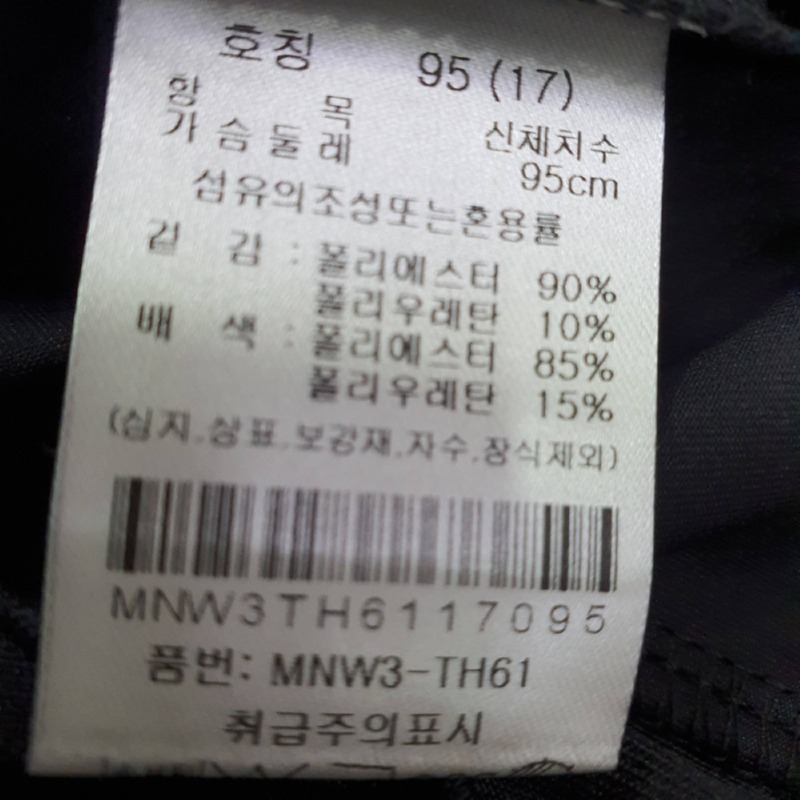 호칭 95 (17)
항 목 신체치수
가슴둘레 95cm
섬유의조성또는혼용률
겉 감 : 폴리에스터 90%
폴리우레탄 10%
배 색 : 폴리에스터 85%
폴리우레탄 15%
(심지.상표.보강재.자수.장식제외)
MNW3TH6117095
품번: MNW3-TH61
취급주의표시